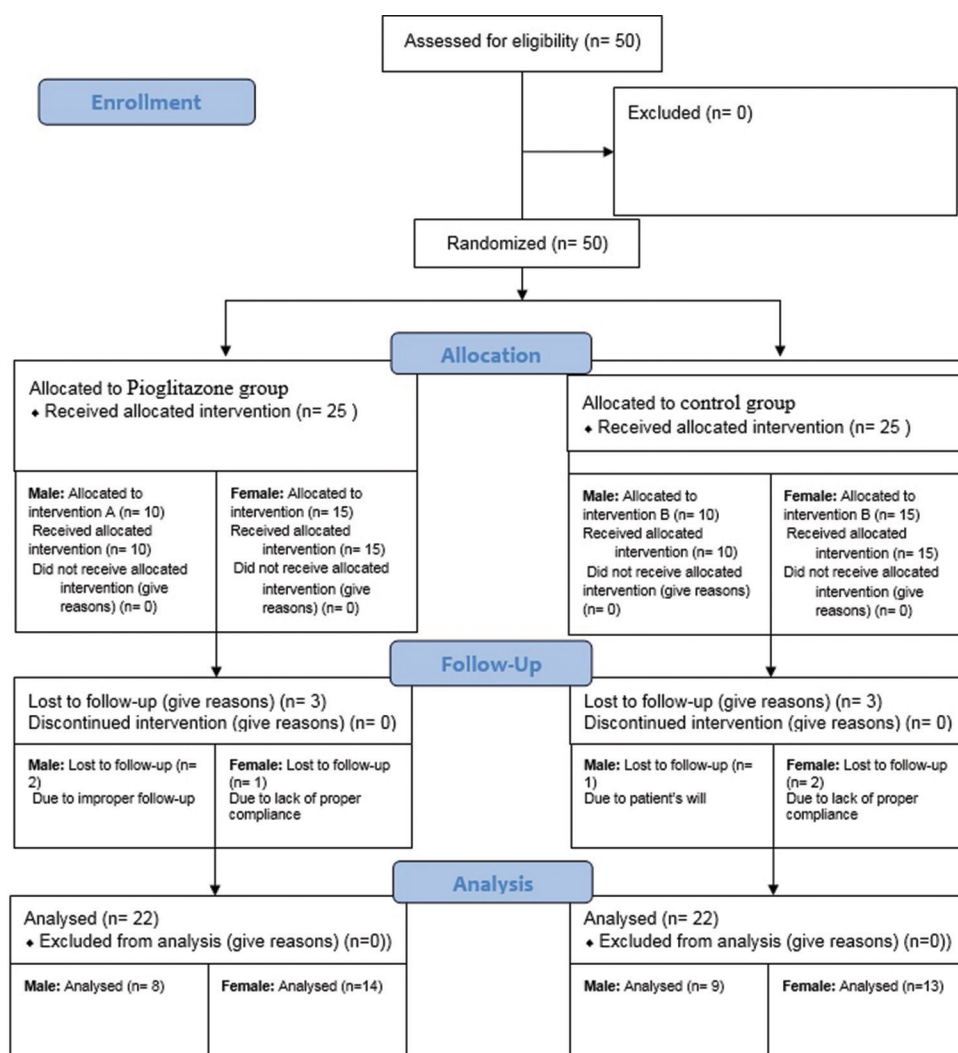 Assessed for eligibility (n= 50)
Enrollment
Excluded (n= 0)
Randomized (n= 50)
Allocation
Allocated to Pioglitazone group
⬥ Received allocated intervention (n= 25 )
Allocated to control group
⬥ Received allocated intervention (n= 25 )
Male: Allocated to
intervention A (n= 10)
Received allocated
intervention (n= 10)
Did not receive allocated
intervention (give
reasons) (n= 0)
Female: Allocated to
intervention (n= 15)
Received allocated
intervention (n= 15)
Did not receive allocated
intervention (give
reasons) (n= 0)
Male: Allocated to
intervention B (n= 10)
Received allocated
intervention (n= 10)
Did not receive allocated
intervention (give reasons)
(n= 0)
Female: Allocated to
intervention B (n= 15)
Received allocated
intervention (n= 15)
Did not receive allocated
intervention (give
reasons) (n= 0)
Follow-Up
Lost to follow-up (give reasons) (n= 3)
Discontinued intervention (give reasons) (n= 0)
Lost to follow-up (give reasons) (n= 3)
Discontinued intervention (give reasons) (n= 0)
Male: Lost to follow-up (n=
2)
Due to improper follow-up
Female: Lost to follow-up
(n= 1)
Due to lack of proper
compliance
Male: Lost to follow-up (n=
1)
Due to patient's will
Female: Lost to follow-up
(n= 2)
Due to lack of proper
compliance
Analysis
Analysed (n= 22)
⬥ Excluded from analysis (give reasons) (n=0))
Analysed (n= 22)
⬥ Excluded from analysis (give reasons) (n=0))
Male: Analysed (n= 8)
Female: Analysed (n=14)
Male: Analysed (n= 9)
Female: Analysed (n=13)